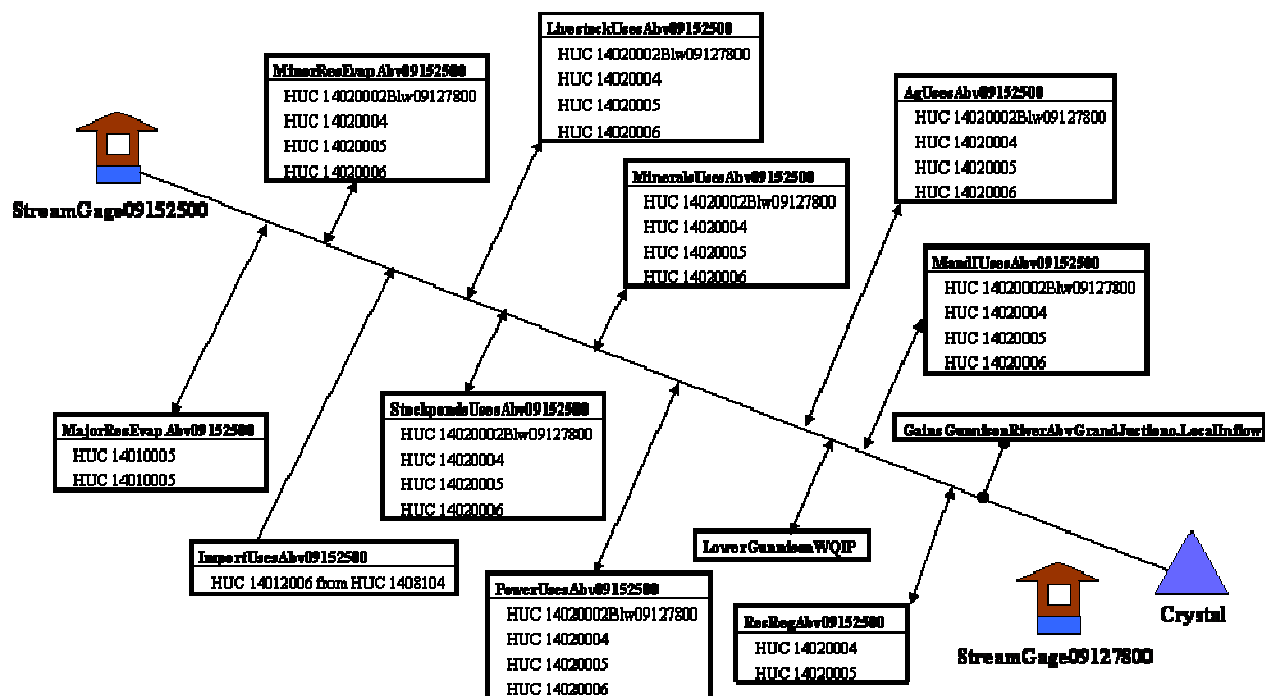 LivestockUsesAbv09152500
HUC 14020002Blw09127800
HUC 14020004
HUC 14020005
HUC 14020006
MinorResEvapAbv09152500
HUC 14020002Blw09127800
HUC 14020004
HUC 14020005
HUC 14020006
AgUsesAbv09152500
HUC 14020002Blw09127800
HUC 14020004
HUC 14020005
HUC 14020006
StreamGage09152500
MineralsUsesAbv09152500
HUC 14020002Blw09127800
HUC 14020004
HUC 14020005
HUC 14020006
MandIUsesAbv09152500
HUC 14020002Blw09127800
HUC 14020004
HUC 14020005
HUC 14020006
MajorResEvapAbv09152500
HUC 14010005
HUC 14010005
StockpondsUsesAbv09152500
HUC 14020002Blw09127800
HUC 14020004
HUC 14020005
HUC 14020006
GainsGunnisonRiverAbvGrandJuctions.LocalInflow
ImportUsesAbv09152500
HUC 14012006 from HUC 1408104
LowerGunnisonWQIP
PowerUsesAbv09152500
HUC 14020002Blw09127800
HUC 14020004
HUC 14020005
HUC 14020006
ResRegAbv09152500
HUC 14020004
HUC 14020005
StreamGage09127800
Crystal